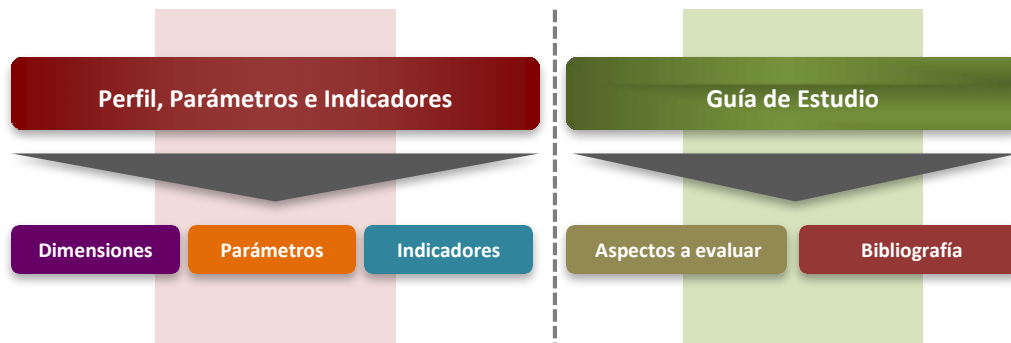 Perfil, Parámetros e Indicadores
Guía de Estudio
Dimensiones
Parámetros
Indicadores
Aspectos a evaluar
Bibliografía